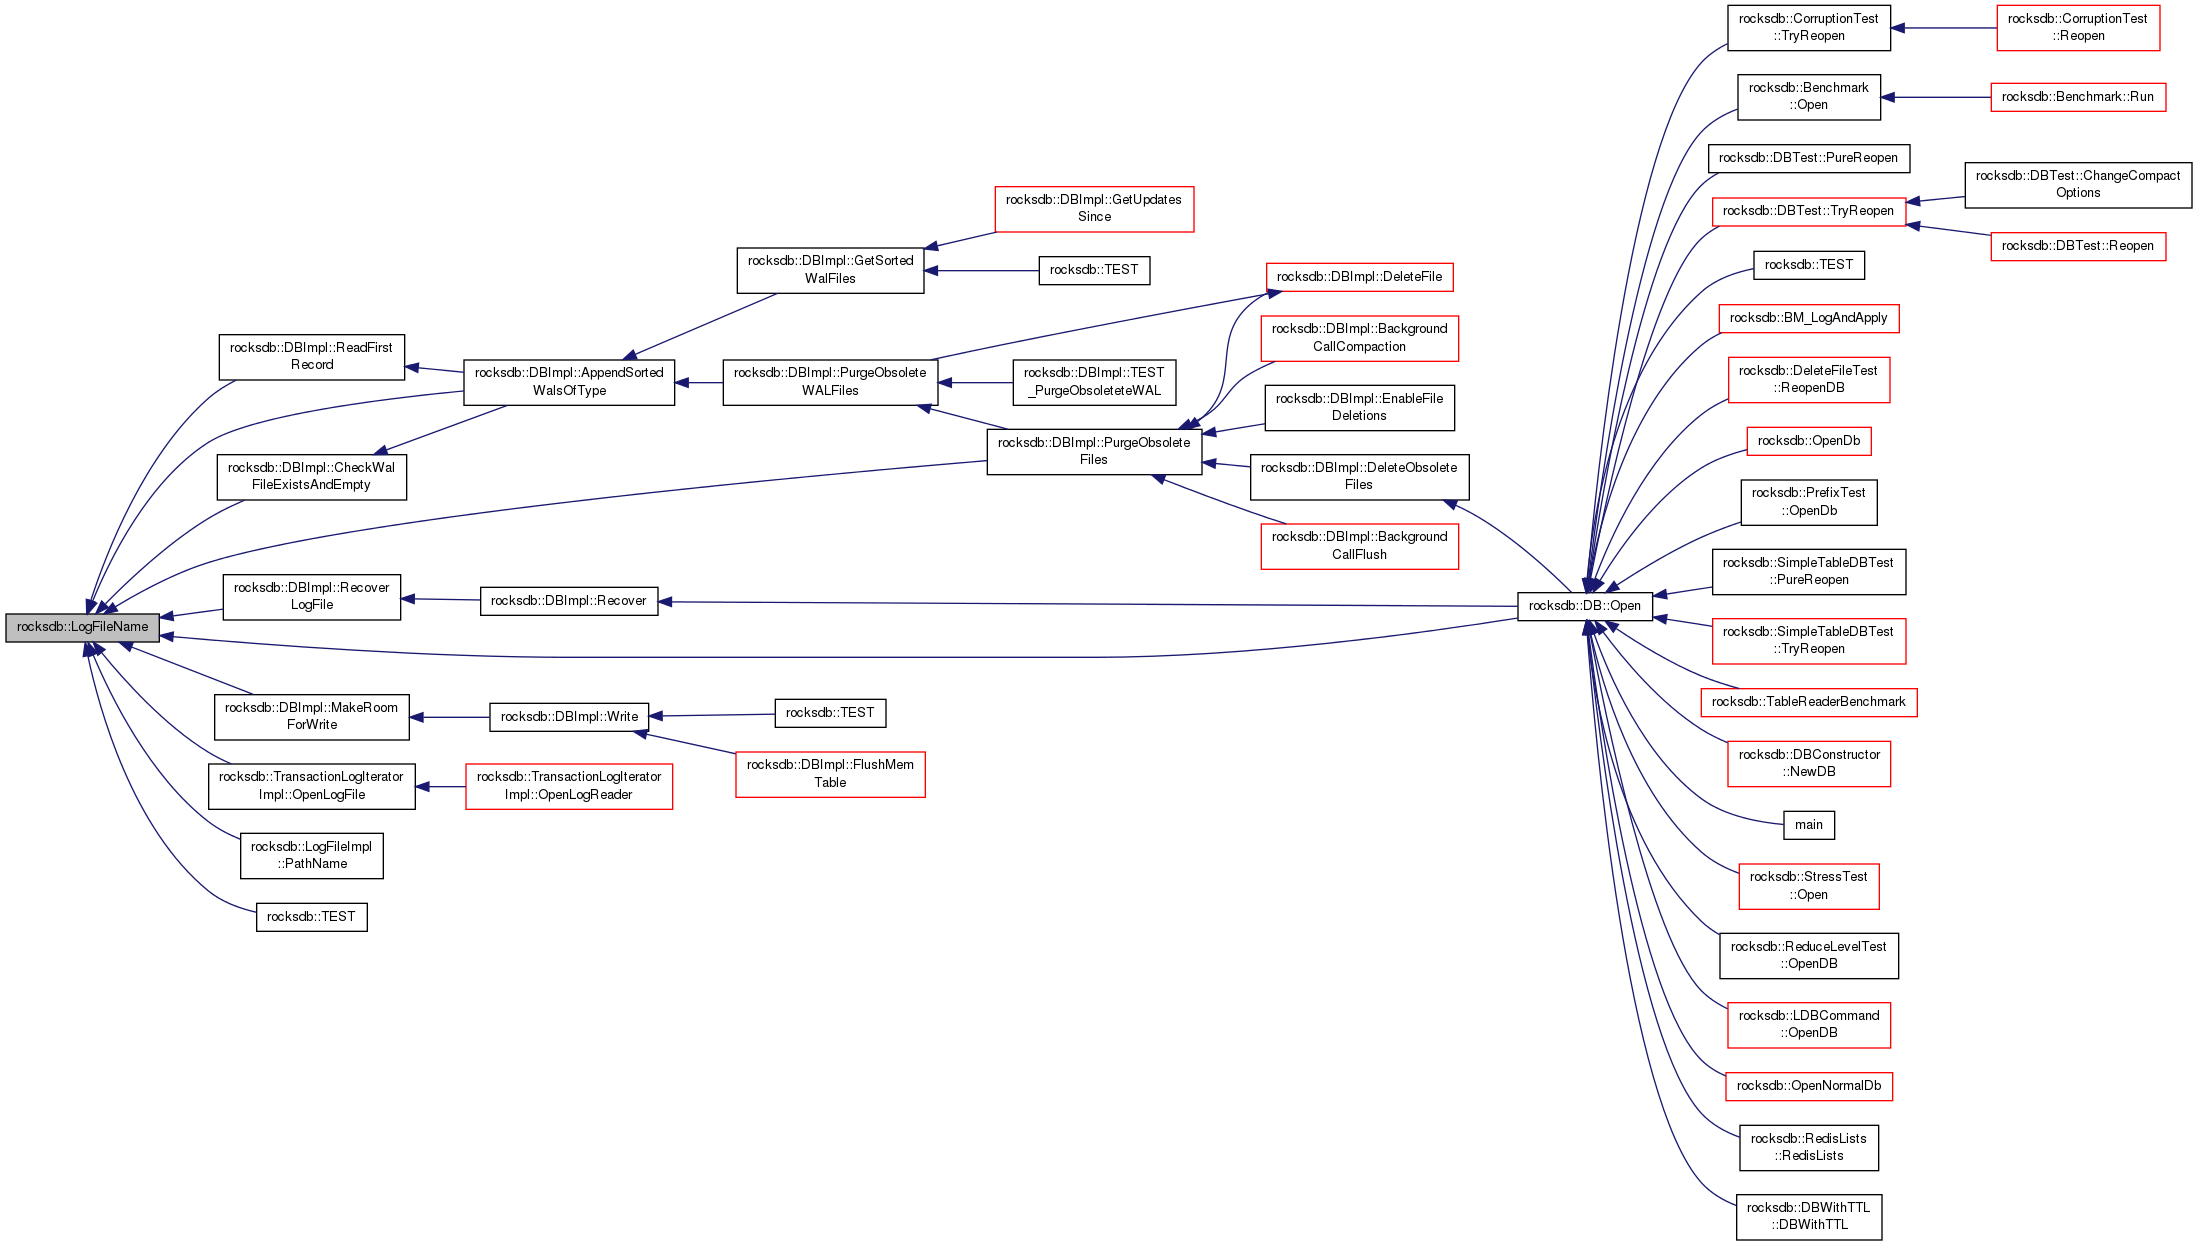 rocksdb::LogFileName
rocksdb::DBImpl::ReadFirst
Record
rocksdb::DBImpl::CheckWal
FileExistsAndEmpty
rocksdb::DBImpl::Recover
LogFile
rocksdb::DBImpl::MakeRoom
ForWrite
rocksdb::TransactionLogIterator
Impl::OpenLogFile
rocksdb::LogFileImpl
::PathName
rocksdb::TEST
rocksdb::DBImpl::AppendSorted
WalsOfType
rocksdb::DBImpl::Recover
rocksdb::DBImpl::Write
rocksdb::TransactionLogIterator
Impl::OpenLogReader
rocksdb::DBImpl::GetSorted
WalFiles
rocksdb::DBImpl::PurgeObsolete
WALFiles
rocksdb::TEST
rocksdb::DBImpl::FlushMem
Table
rocksdb::DBImpl::GetUpdates
Since
rocksdb::TEST
rocksdb::DBImpl::TEST
_PurgeObsoleteteWAL
rocksdb::DBImpl::PurgeObsolete
Files
rocksdb::DBImpl::DeleteFile
rocksdb::DBImpl::Background
CallCompaction
rocksdb::DBImpl::EnableFile
Deletions
rocksdb::DBImpl::DeleteObsolete
Files
rocksdb::DBImpl::Background
CallFlush
rocksdb::DB::Open
rocksdb::CorruptionTest
::TryReopen
rocksdb::Benchmark
::Open
rocksdb::DBTest::PureReopen
rocksdb::DBTest::TryReopen
rocksdb::TEST
rocksdb::BM_LogAndApply
rocksdb::DeleteFileTest
::ReopenDB
rocksdb::OpenDb
rocksdb::PrefixTest
::OpenDb
rocksdb::SimpleTableDBTest
::PureReopen
rocksdb::SimpleTableDBTest
::TryReopen
rocksdb::TableReaderBenchmark
rocksdb::DBConstructor
::NewDB
main
rocksdb::StressTest
::Open
rocksdb::ReduceLevelTest
::OpenDB
rocksdb::LDBCommand
::OpenDB
rocksdb::OpenNormalDb
rocksdb::RedisLists
::RedisLists
rocksdb::DBWithTTL
::DBWithTTL
rocksdb::CorruptionTest
::Reopen
rocksdb::Benchmark::Run
rocksdb::DBTest::ChangeCompact
Options
rocksdb::DBTest::Reopen